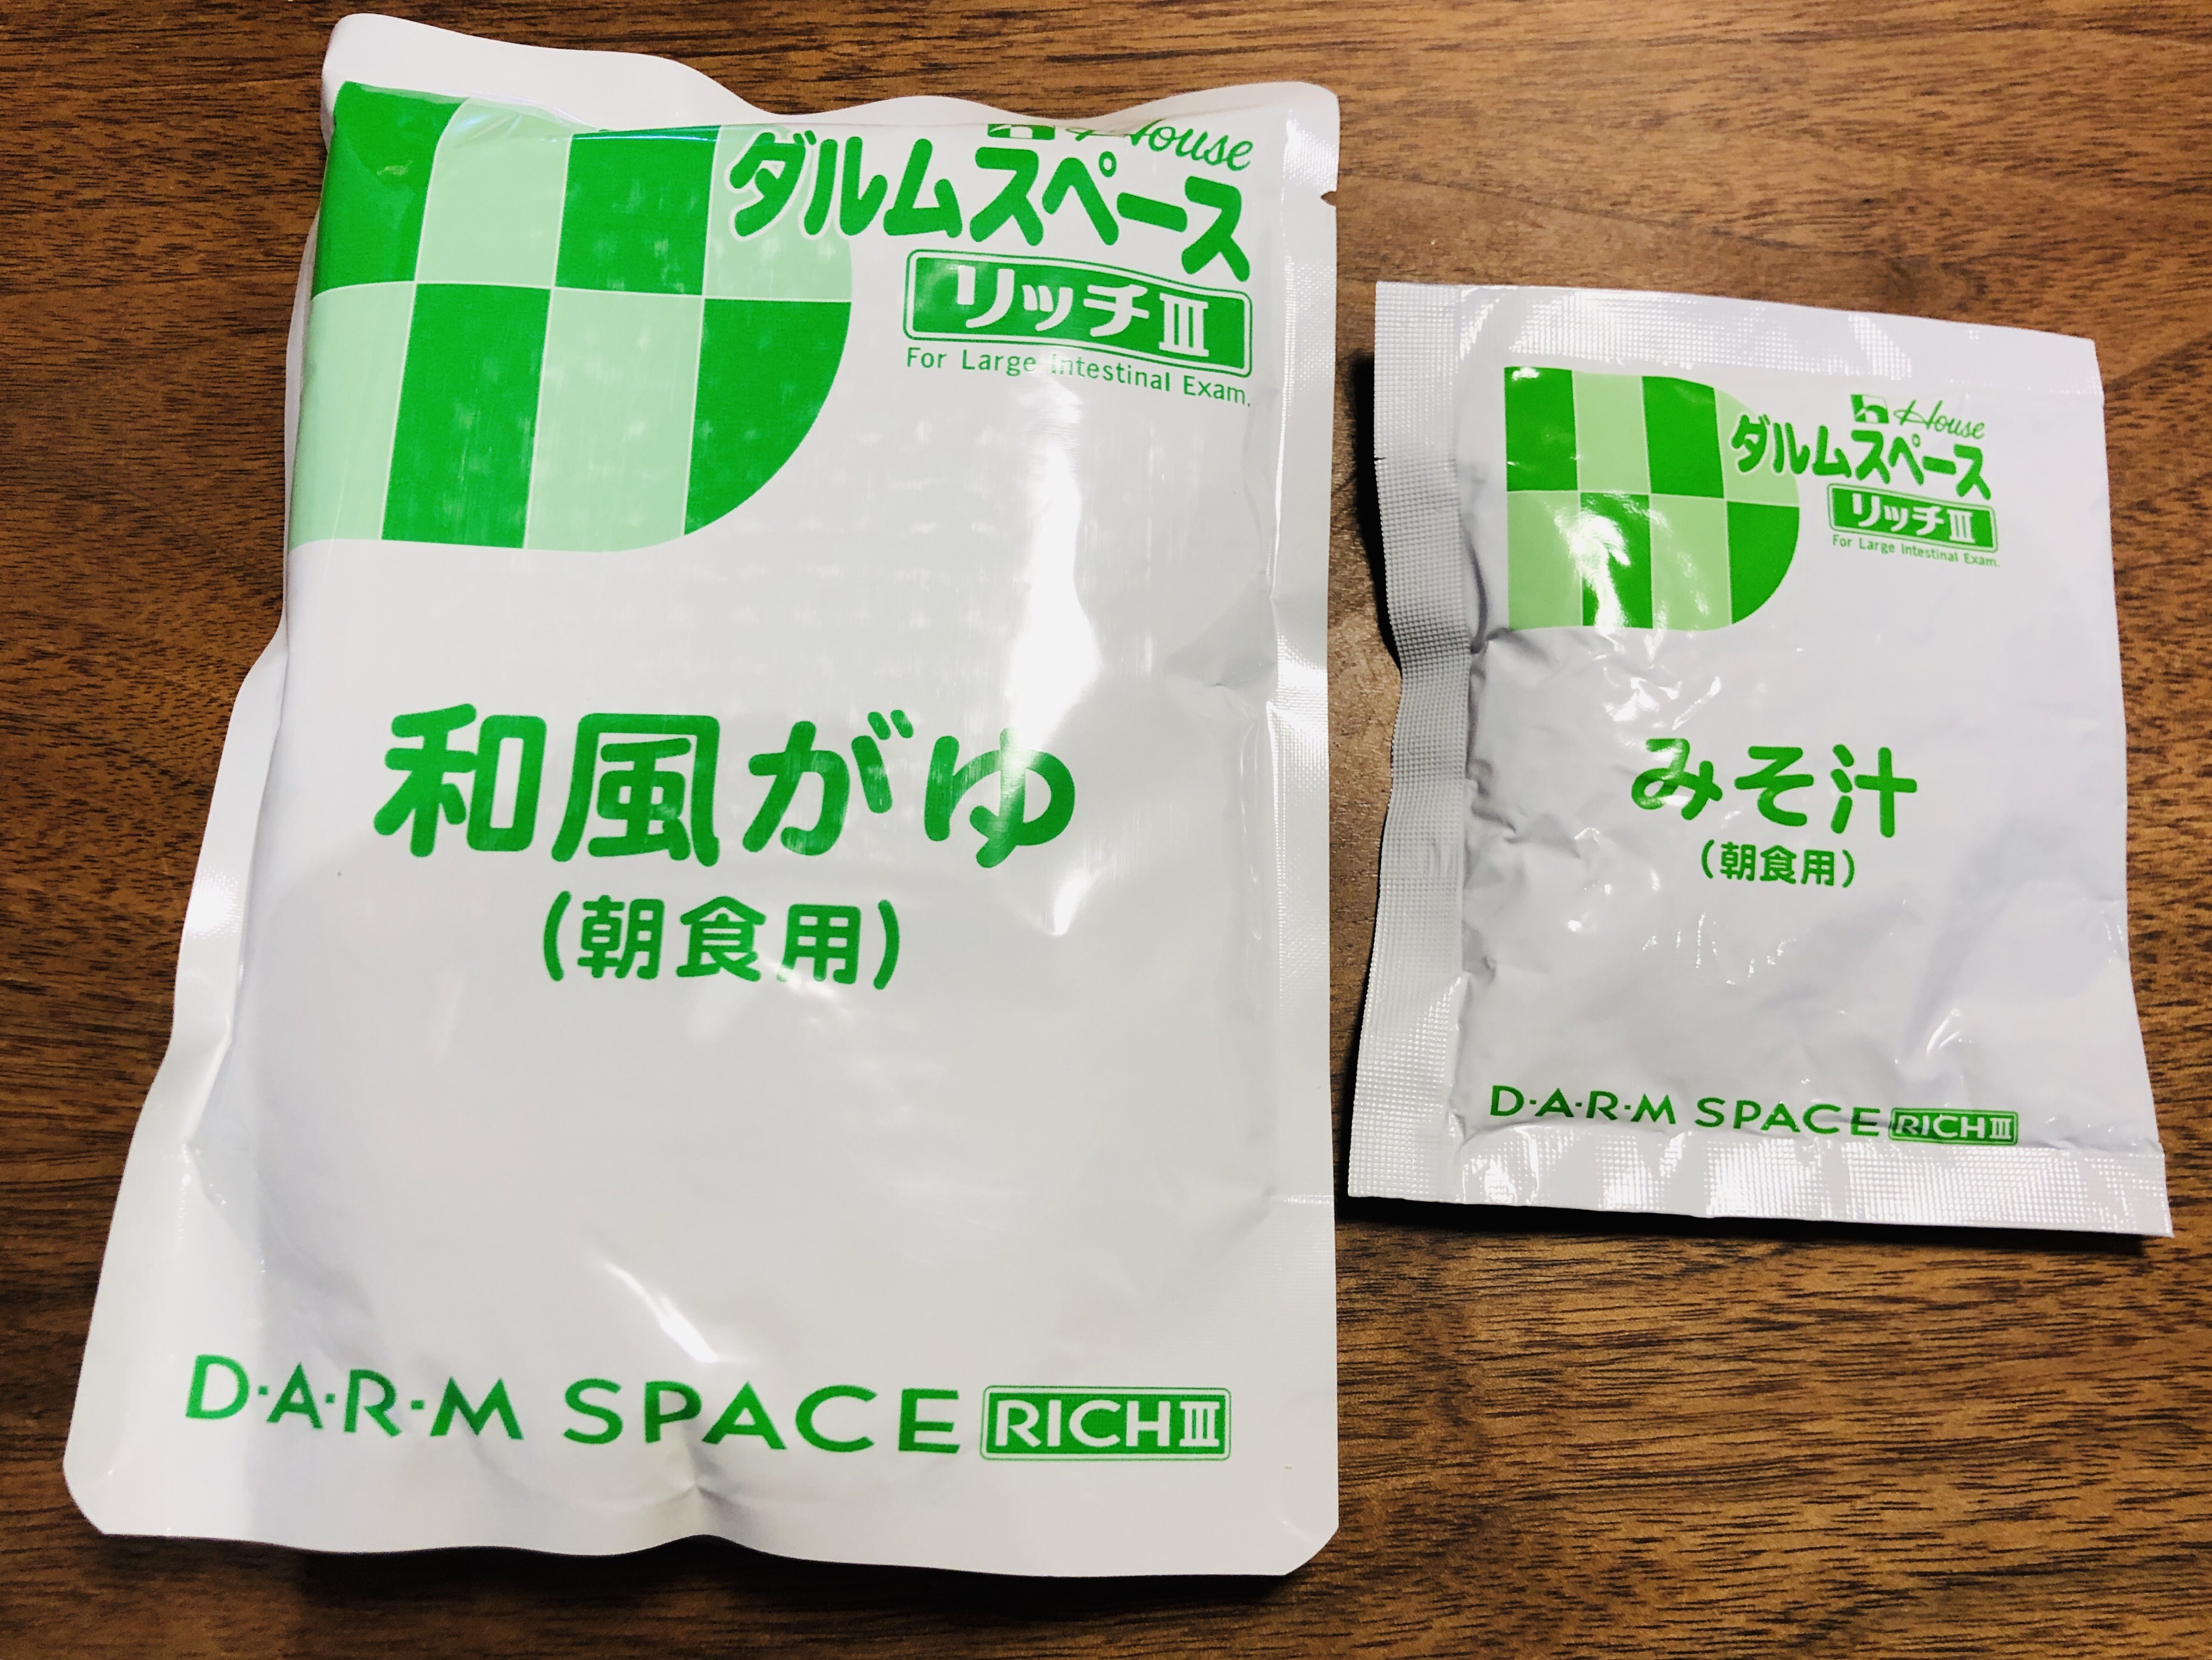 House
ダルムスペース
リッチⅢ
For Large Intestinal Exam.
和風がゆ
(朝食用)
D·A·R·M SPACE RICHⅢ
House
ダルムスペース
リッチⅢ
For Large Intestinal Exam.
みそ汁
(朝食用)
D·A·R·M SPACE RICHⅢ